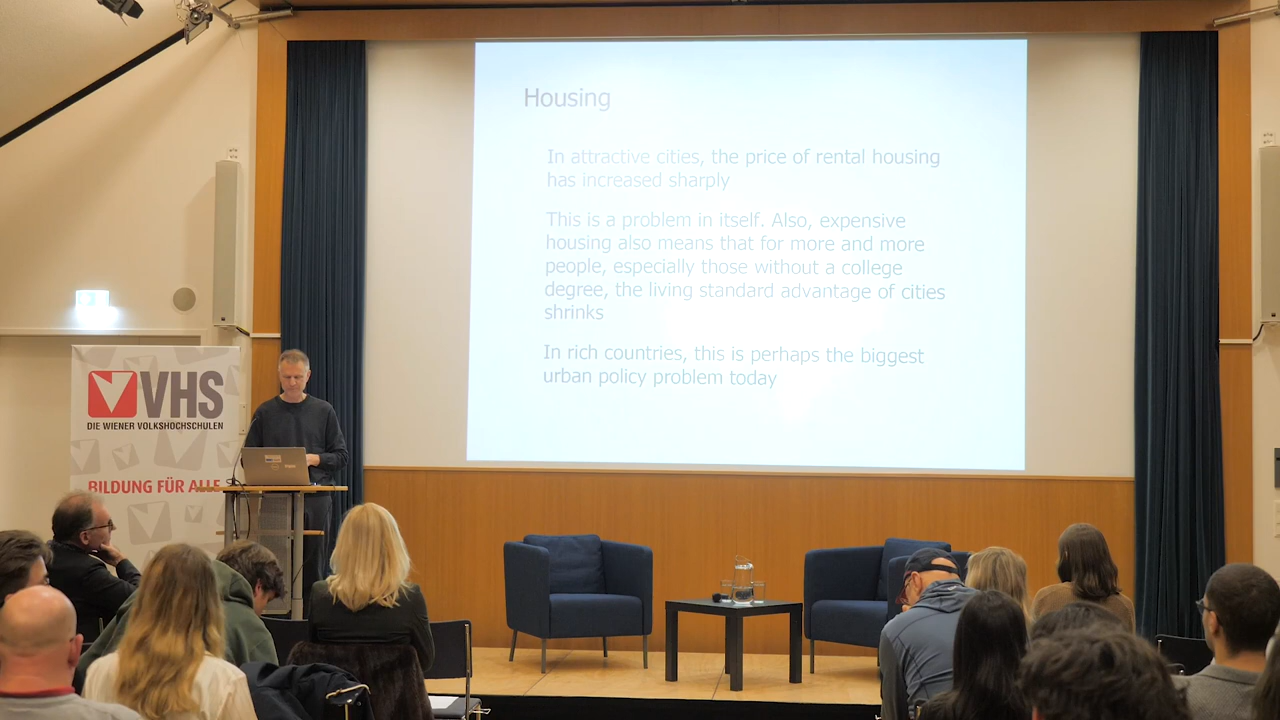 Housing
In attractive cities, the price of rental housing
has increased sharply
This is a problem in itself. Also, expensive
housing also means that for more and more
people, especially those without a college
degree, the living standard advantage of cities
shrinks
In rich countries, this is perhaps the biggest
urban policy problem today
VHS
DIE WIENER VOLKSHOCHSCHULEN
BILDUNG FÜR ALLE